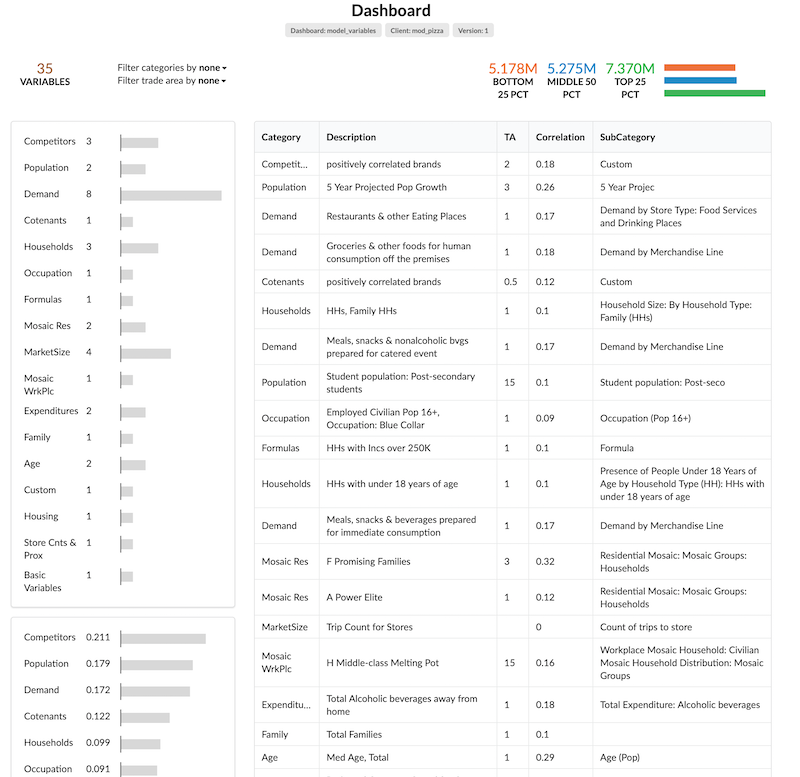 Dashboard
Dashboard: model_variables Client: mod_pizza Version: 1
35
VARIABLES
Filter categories by none
Filter trade area by none
5.178M 5.275M 7.370M
BOTTOM MIDDLE 50 TOP 25
25 PCT PCT PCT
Competitors 3
Population 2
Demand 8
Cotenants 1
Households 3
Occupation 1
Formulas 1
Mosaic Res 2
MarketSize 4
Mosaic 1
WrkPlc
Expenditures 2
Family 1
Age 2
Custom 1
Housing 1
Store Cnts & 1
Prox
Basic 1
Variables
Competitors 0.211
Population 0.179
Demand 0.172
Cotenants 0.122
Households 0.099
Occupation 0.091
Category Description TA Correlation SubCategory
Competit... positively correlated brands 2 0.18 Custom
Population 5 Year Projected Pop Growth 3 0.26 5 Year Projec
Demand Restaurants & other Eating Places 1 0.17 Demand by Store Type: Food Services
and Drinking Places
Demand Groceries & other foods for human 1 0.18 Demand by Merchandise Line
consumption off the premises
Cotenants positively correlated brands 0.5 0.12 Custom
Households HHs, Family HHs 1 0.1 Household Size: By Household Type:
Family (HHs)
Demand Meals, snacks & nonalcoholic bvgs 1 0.17 Demand by Merchandise Line
prepared for catered event
Population Student population: Post-secondary 15 0.1 Student population: Post-seco
students
Occupation Employed Civilian Pop 16+, 1 0.09 Occupation (Pop 16+)
Occupation: Blue Collar
Formulas HHs with Incs over 250K 1 0.1 Formula
Households HHs with under 18 years of age 1 0.1 Presence of People Under 18 Years of
Age by Household Type (HH): HHs with
under 18 years of age
Demand Meals, snacks & beverages prepared 1 0.17 Demand by Merchandise Line
for immediate consumption
Mosaic Res F Promising Families 3 0.32 Residential Mosaic: Mosaic Groups:
Households
Mosaic Res A Power Elite 1 0.12 Residential Mosaic: Mosaic Groups:
Households
MarketSize Trip Count for Stores 0 Count of trips to store
Mosaic H Middle-class Melting Pot 15 0.16 Workplace Mosaic Household: Civilian
WrkPlc Mosaic Household Distribution: Mosaic
Groups
Expenditu... Total Alcoholic beverages away from 1 0.18 Total Expenditure: Alcoholic beverages
home
Family Total Families 1 0.1
Age Med Age, Total 1 0.29 Age (Pop)